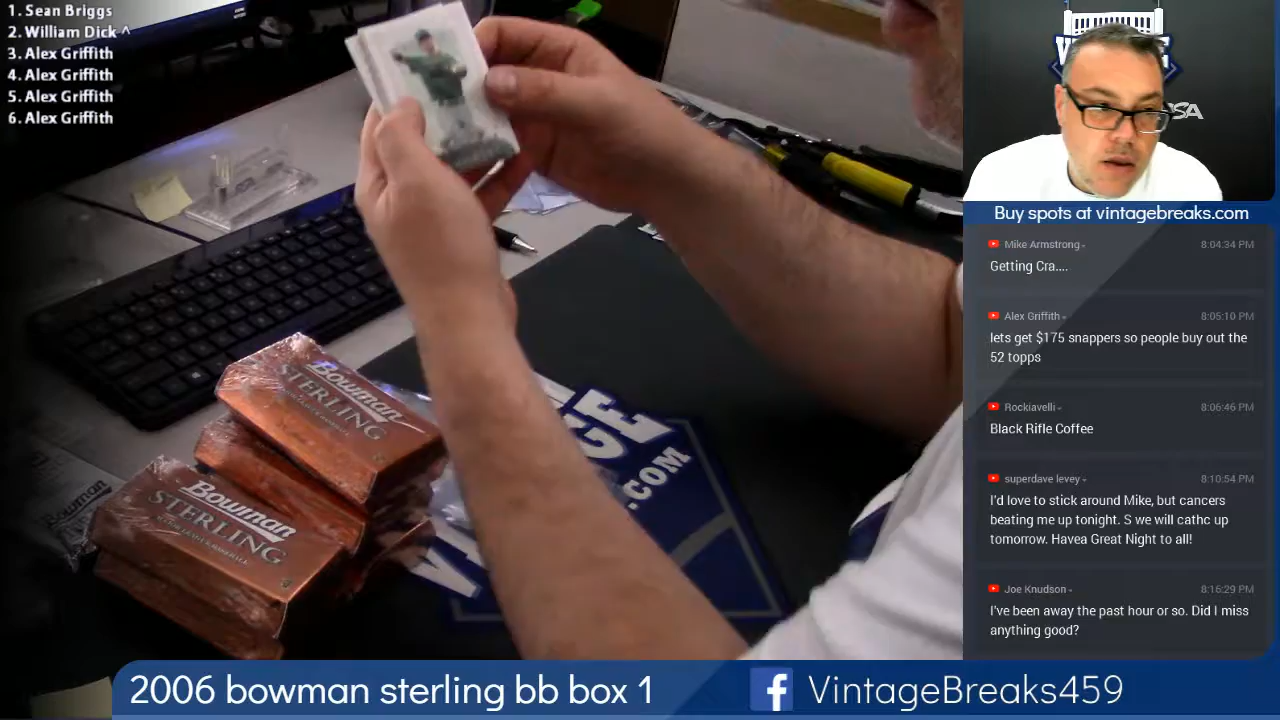 1. Sean Briggs
2. William Dick ^
3. Alex Griffith
4. Alex Griffith
5. Alex Griffith
6. Alex Griffith
Buy spots at vintagebreaks.com
Mike Armstrong
8:04:34 PM
Getting Cra....
Alex Griffith
8:05:10 PM
lets get $175 snappers so people buy out the
52 topps
Rockiavelli
8:06:46 PM
Black Rifle Coffee
superdave levey
8:10:54 PM
I'd love to stick around Mike, but cancers
beating me up tonight. S we will cathc up
tomorrow. Havea Great Night to all!
Joe Knudson
8:16:29 PM
I've been away the past hour or so. Did I miss
anything good?
Bowman
STERLING
Bowman
STERLING
Bowman
.COM
2006 bowman sterling bb box 1
VintageBreaks459